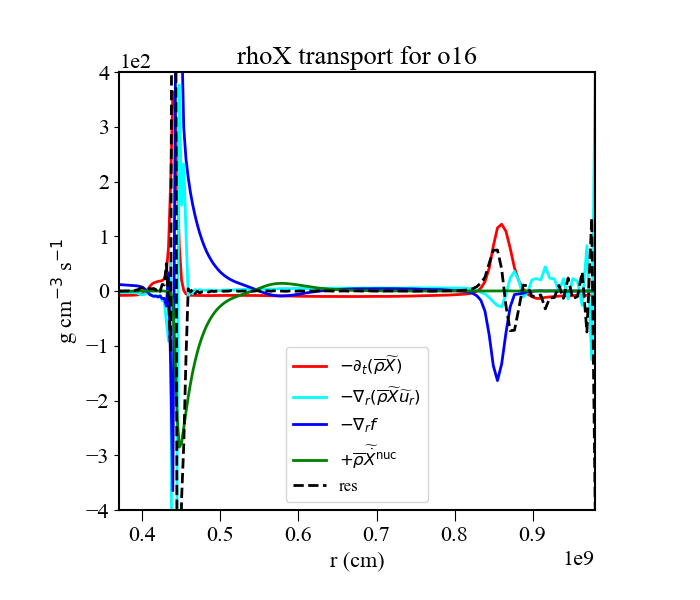 rhoX transport for o16
1e2
4
3
2
1
0
−1
−2
−3
−4
g cm⁻³ s⁻¹
−∂ₜ(ρ̅X̃)
−∇ᵣ(ρ̅X̃ũᵣ)
−∇ᵣf
+ρ̅X̃̇ⁿᵘᶜ
res
0.4 0.5 0.6 0.7 0.8 0.9
1e9
r (cm)